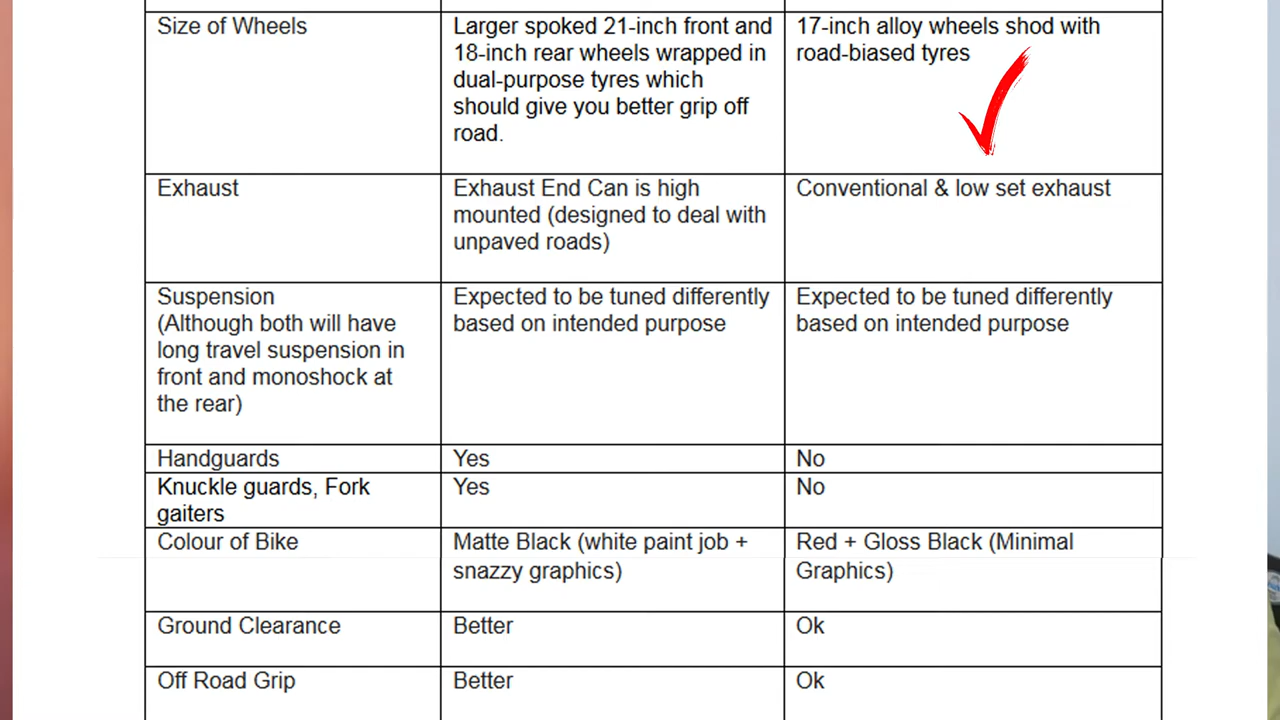 Size of Wheels
Larger spoked 21-inch front and
18-inch rear wheels wrapped in
dual-purpose tyres which
should give you better grip off
road.
17-inch alloy wheels shod with
road-biased tyres
Exhaust
Exhaust End Can is high
mounted (designed to deal with
unpaved roads)
Conventional & low set exhaust
Suspension
(Although both will have
long travel suspension in
front and monoshock at
the rear)
Expected to be tuned differently
based on intended purpose
Expected to be tuned differently
based on intended purpose
Handguards
Yes
No
Knuckle guards, Fork
gaiters
Yes
No
Colour of Bike
Matte Black (white paint job +
snazzy graphics)
Red + Gloss Black (Minimal
Graphics)
Ground Clearance
Better
Ok
Off Road Grip
Better
Ok